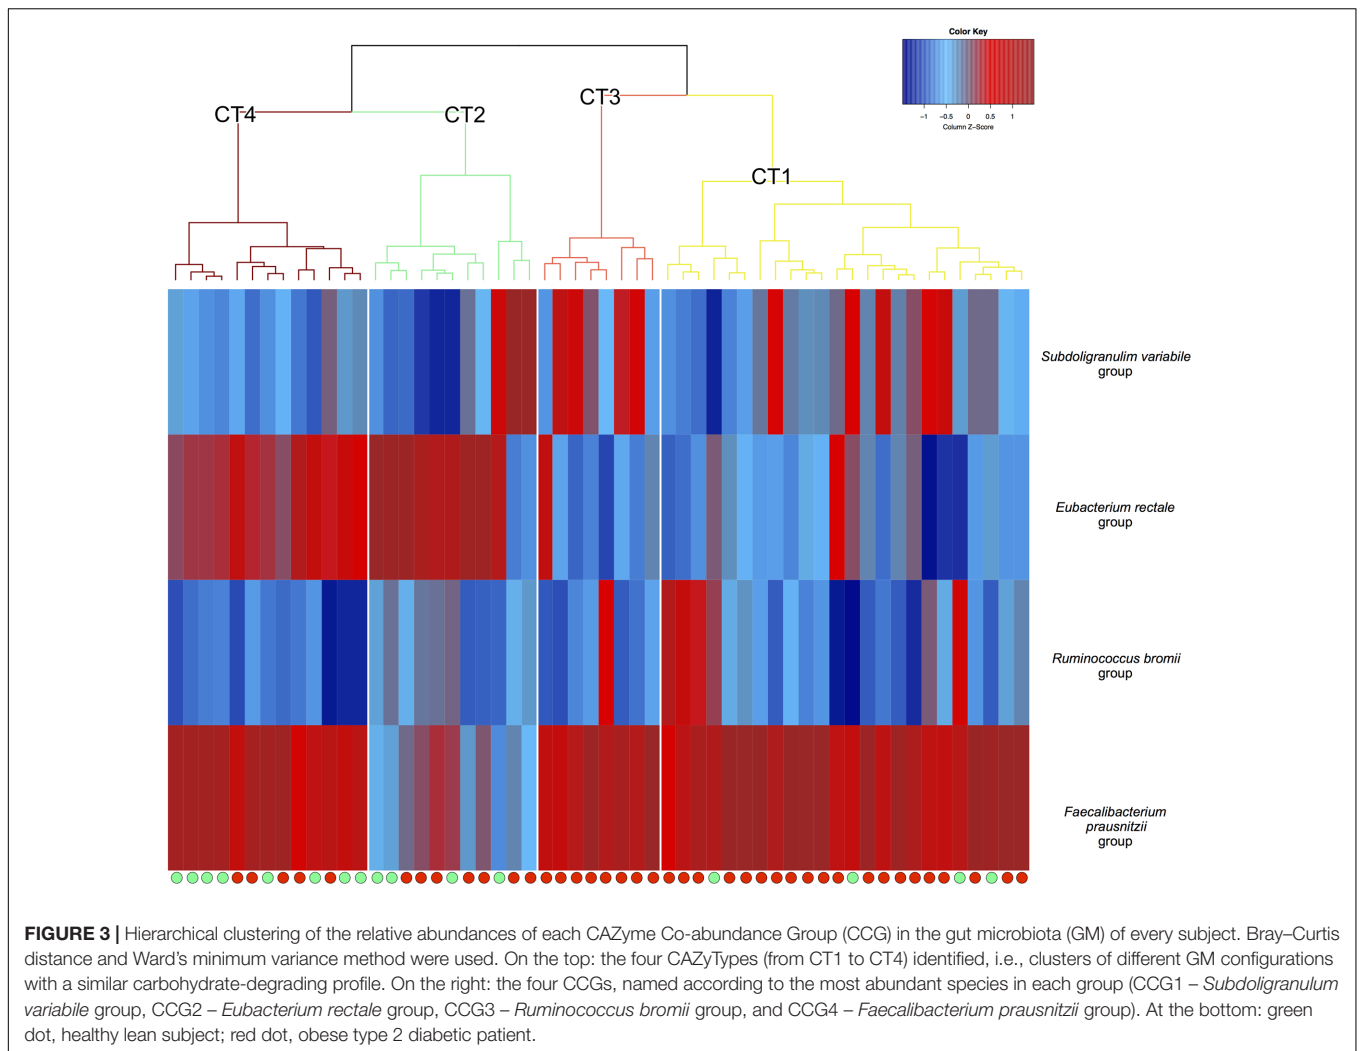 Color Key
−1 −0.5 0 0.5 1
Column Z−Score
CT3
CT4
CT2
CT1
Subdoligranulim variabile
group
Eubacterium rectale
group
Ruminococcus bromii
group
Faecalibacterium
prausnitzii
group
FIGURE 3 | Hierarchical clustering of the relative abundances of each CAZyme Co-abundance Group (CCG) in the gut microbiota (GM) of every subject. Bray–Curtis
distance and Ward's minimum variance method were used. On the top: the four CAZyTypes (from CT1 to CT4) identified, i.e., clusters of different GM configurations
with a similar carbohydrate-degrading profile. On the right: the four CCGs, named according to the most abundant species in each group (CCG1 – Subdoligranulum
variabile group, CCG2 – Eubacterium rectale group, CCG3 – Ruminococcus bromii group, and CCG4 – Faecalibacterium prausnitzii group). At the bottom: green
dot, healthy lean subject; red dot, obese type 2 diabetic patient.